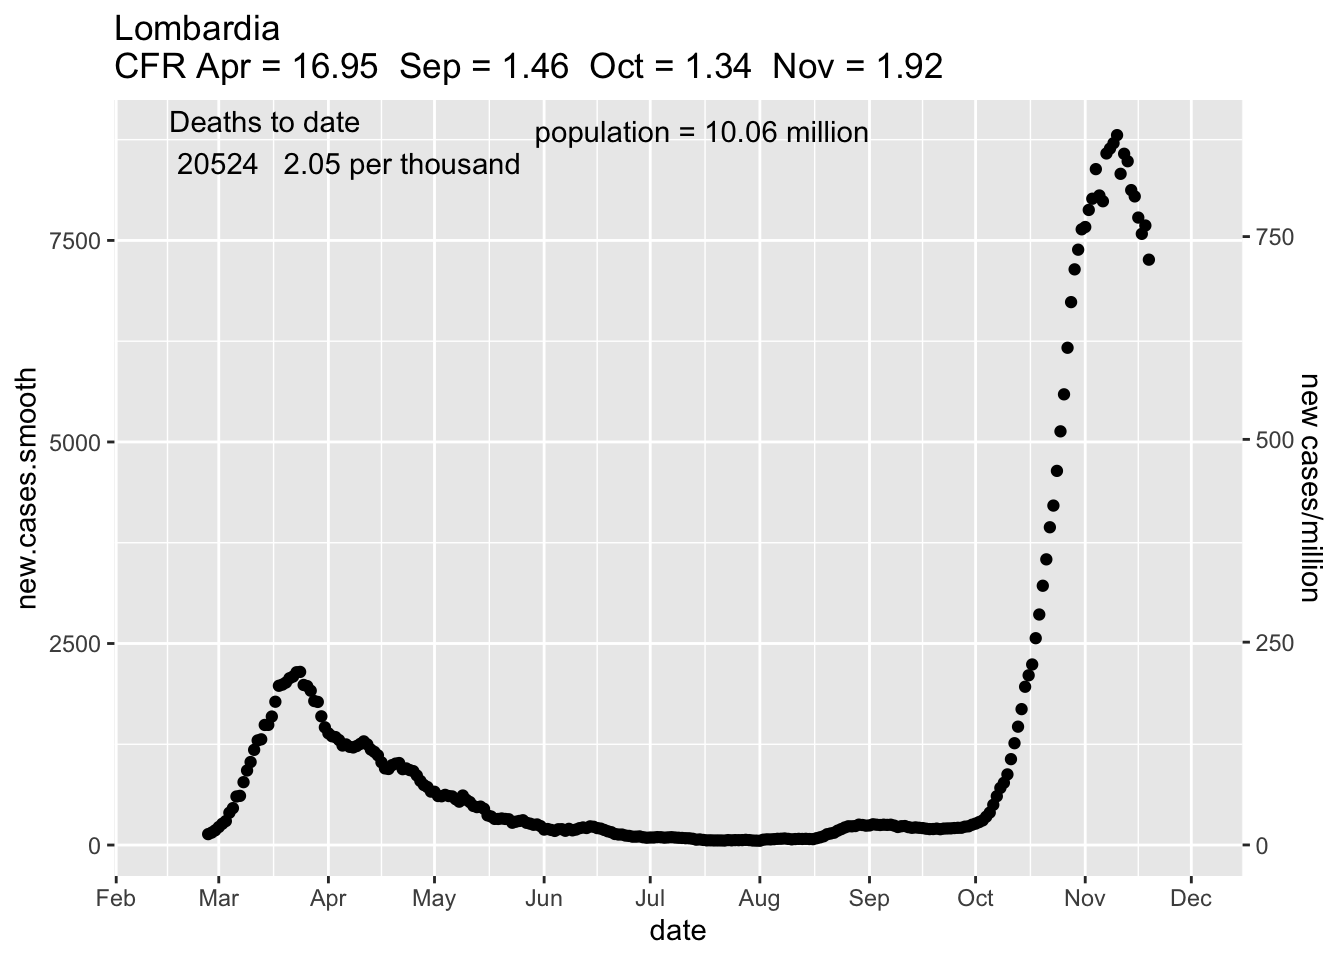 Lombardia
CFR Apr = 16.95  Sep = 1.46  Oct = 1.34  Nov = 1.92
Deaths to date
20524   2.05 per thousand
population = 10.06 million
new.cases.smooth
7500
5000
2500
0
750
500
250
0
new cases/million
Feb Mar Apr May Jun Jul Aug Sep Oct Nov Dec
date